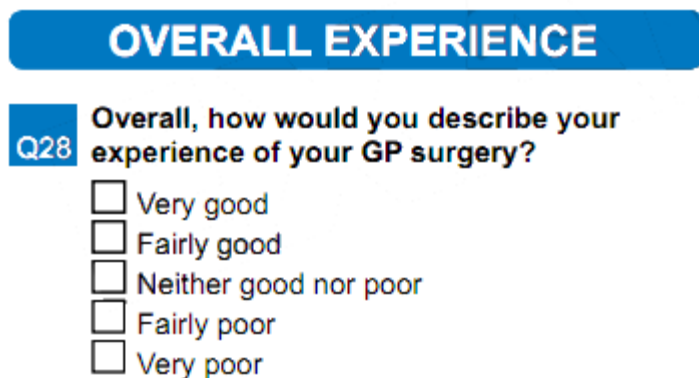 OVERALL EXPERIENCE
Q28
Overall, how would you describe your
experience of your GP surgery?
Very good
Fairly good
Neither good nor poor
Fairly poor
Very poor